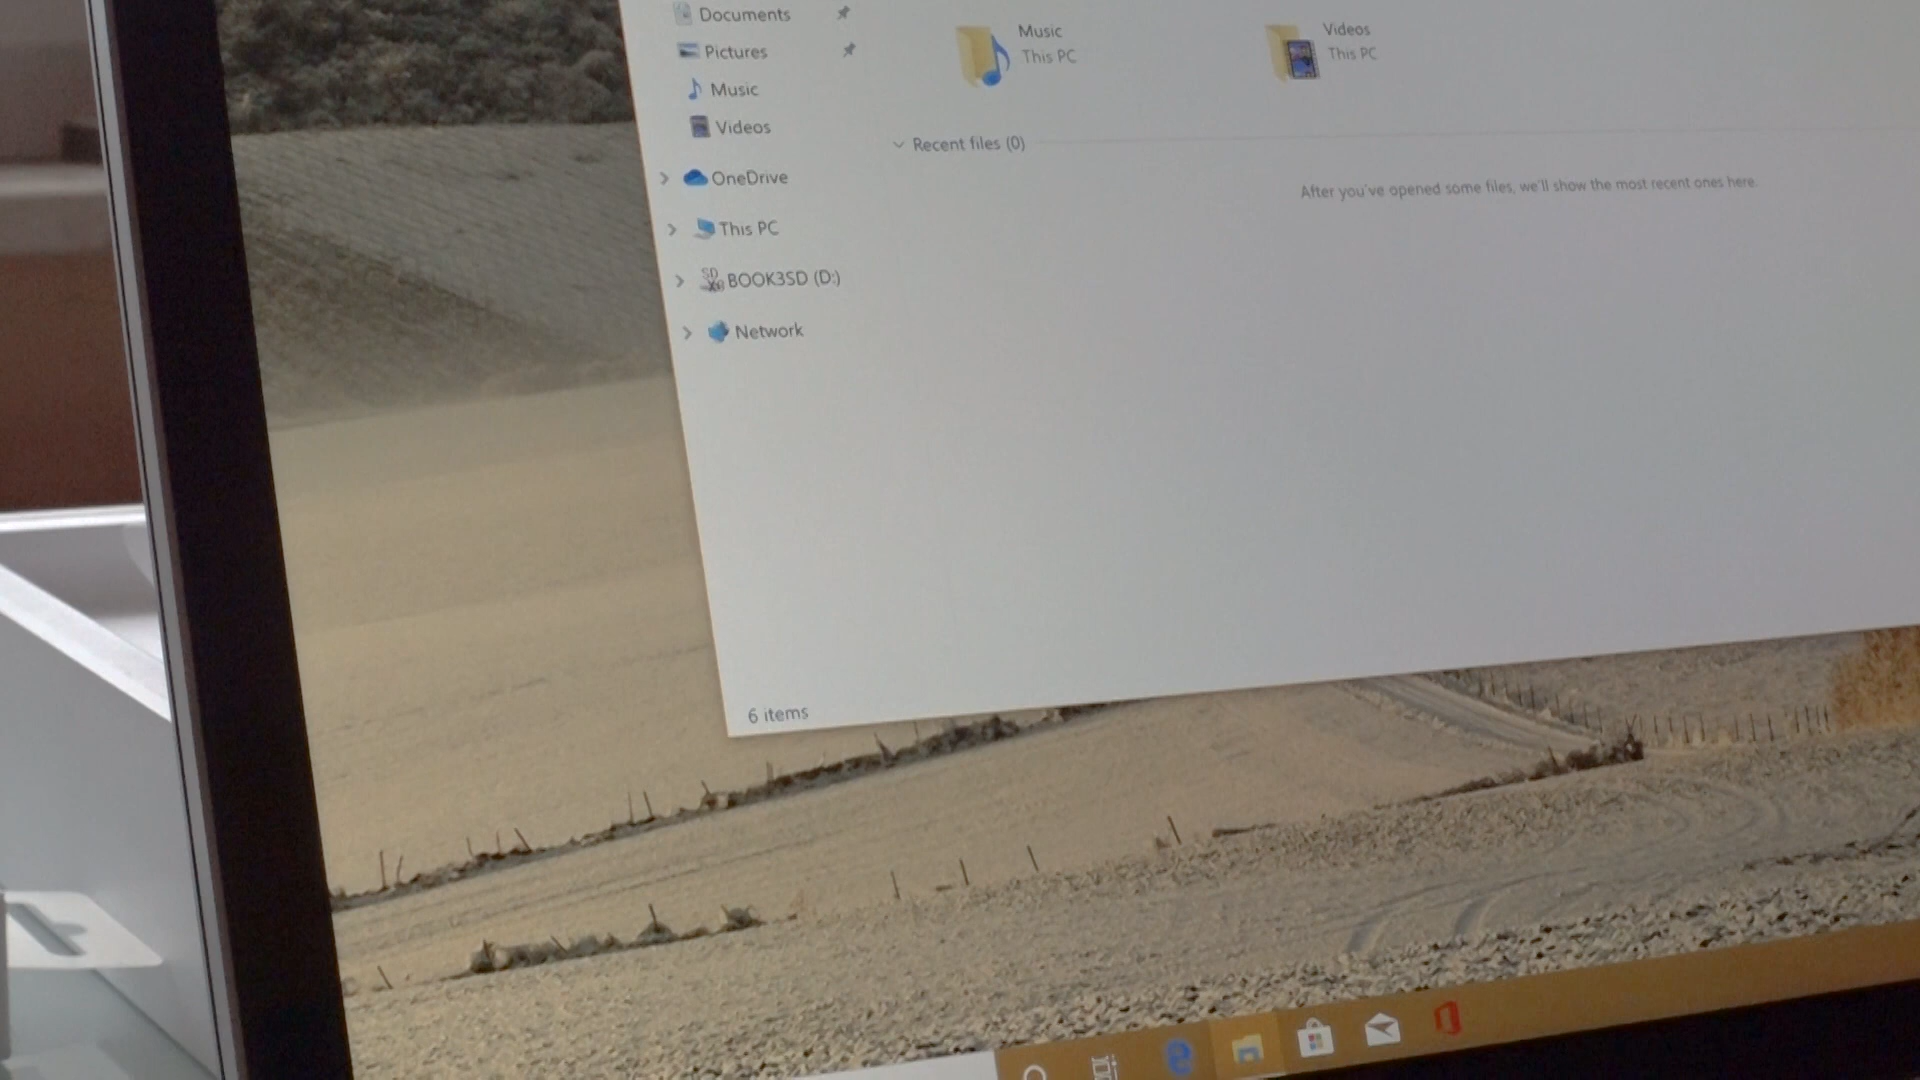 Documents
Pictures
Music
Videos
OneDrive
This PC
BOOK3SD (D:)
Network
Music
This PC
Videos
This PC
Recent files (0)
After you've opened some files, we'll show the most recent ones here.
6 items